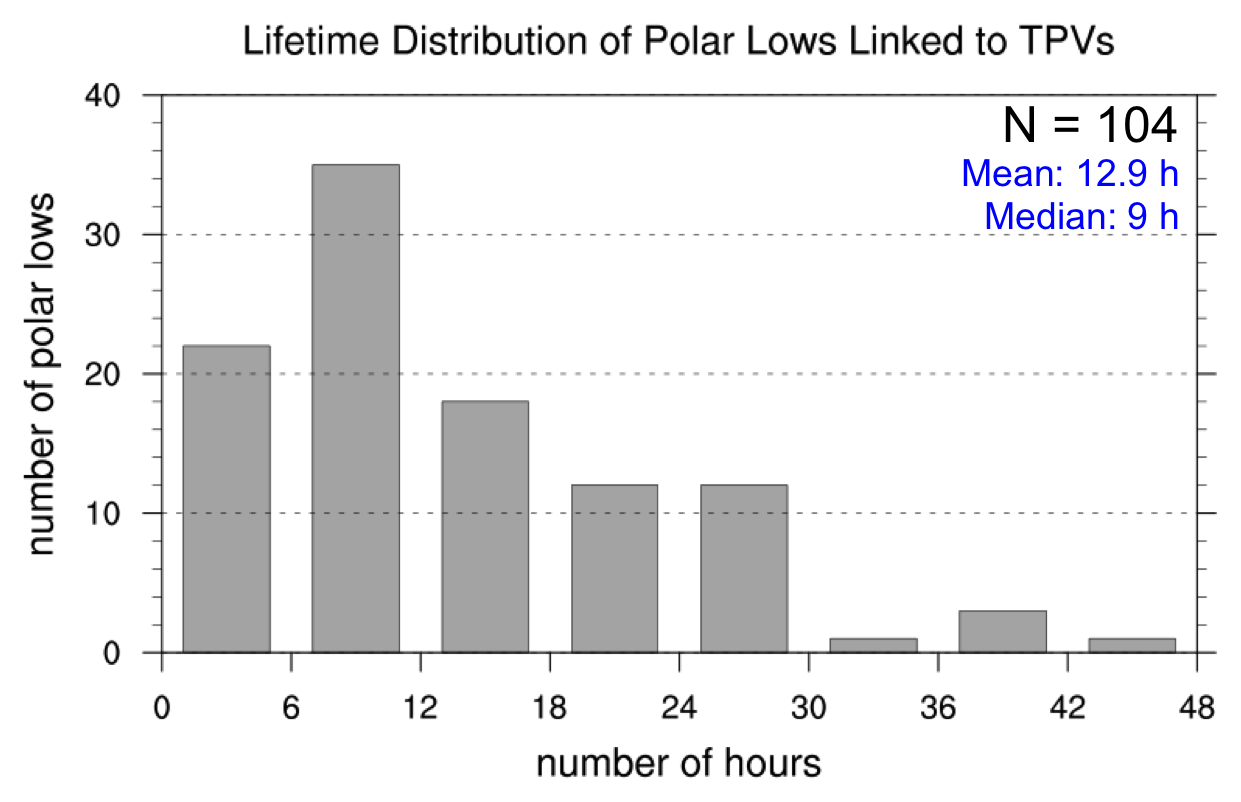 Lifetime Distribution of Polar Lows Linked to TPVs
N = 104
Mean: 12.9 h
Median: 9 h
number of polar lows
40
30
20
10
0
0 6 12 18 24 30 36 42 48
number of hours